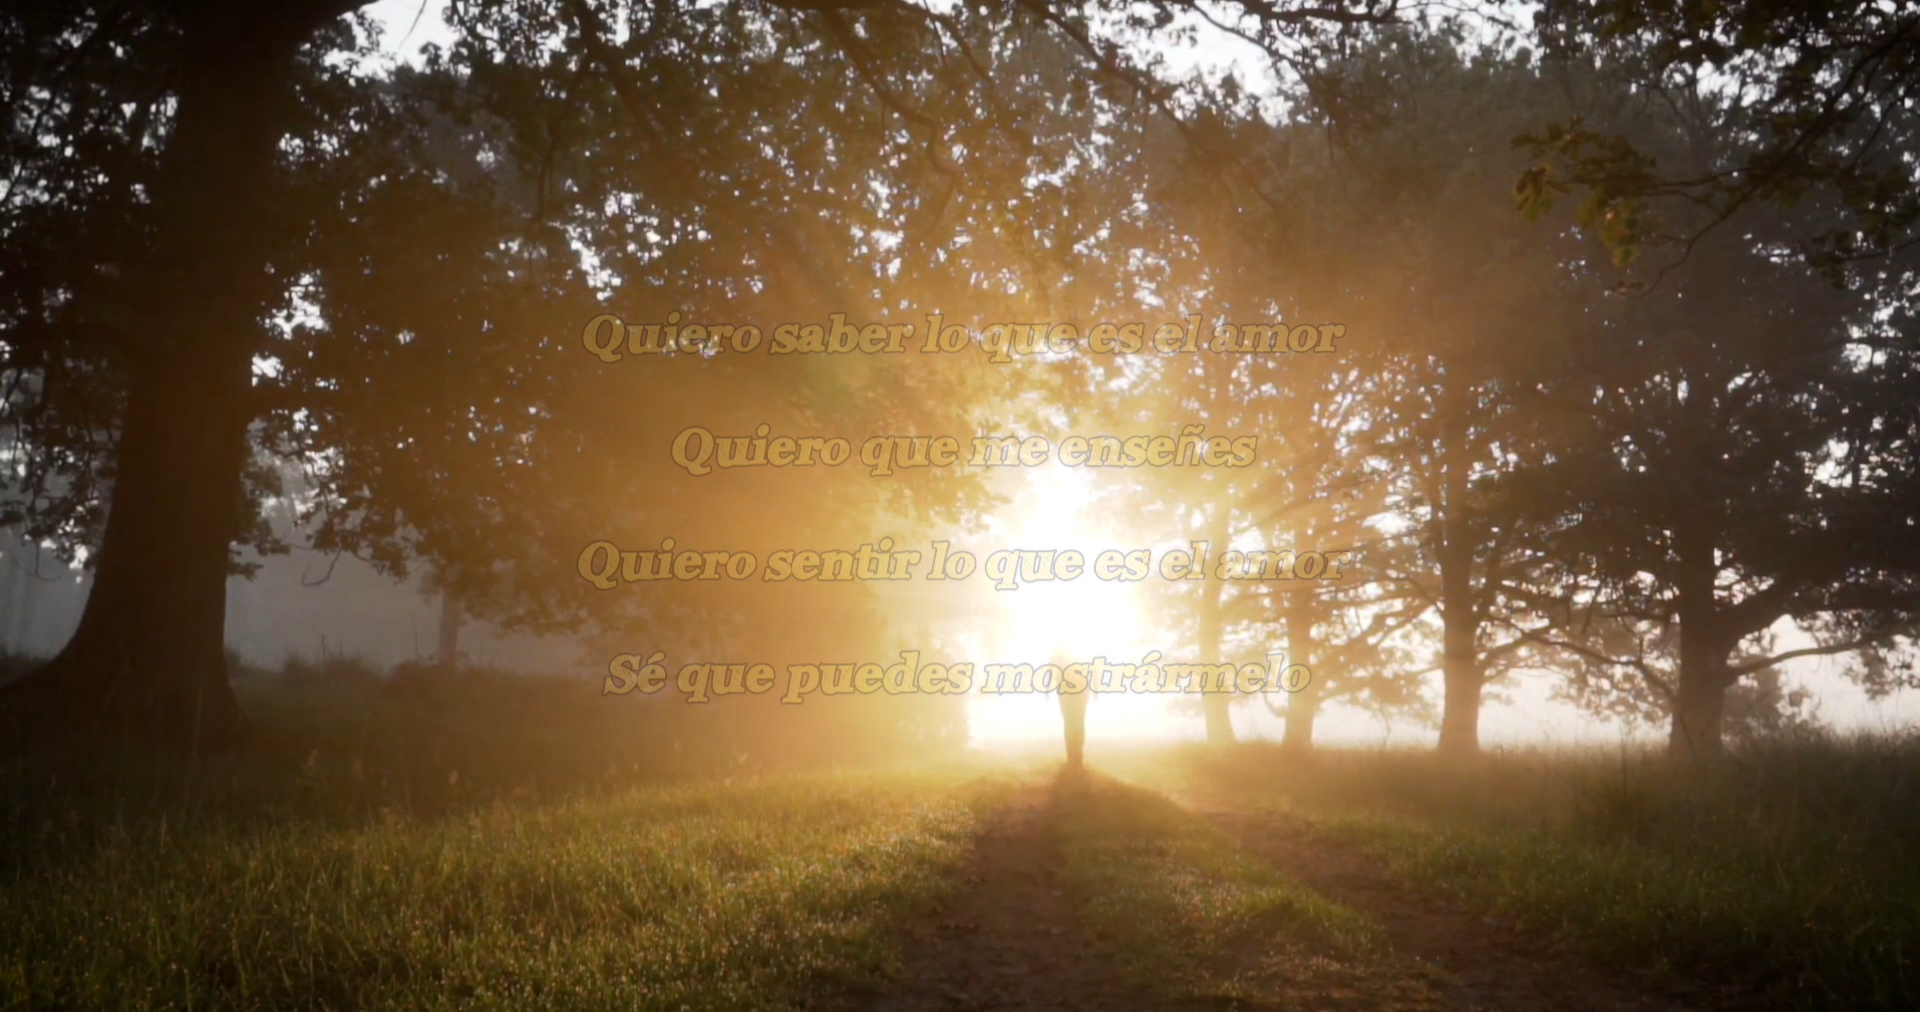 Quiero saber lo que es el amor
Quiero que me enseñes
Quiero sentir lo que es el amor
Sé que puedes mostrármelo